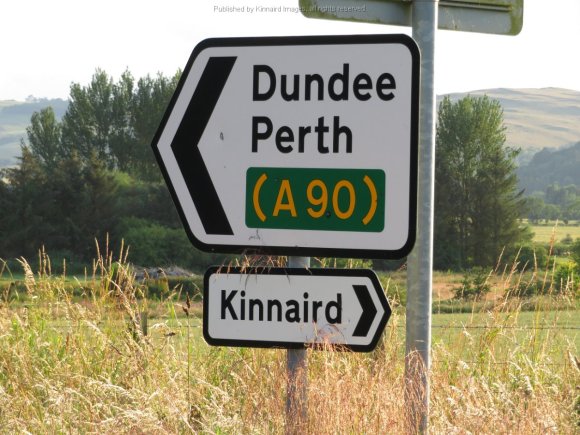 Published by Kinnaird Images, all rights reserved.
Dundee
Perth
(A 90)
Kinnaird